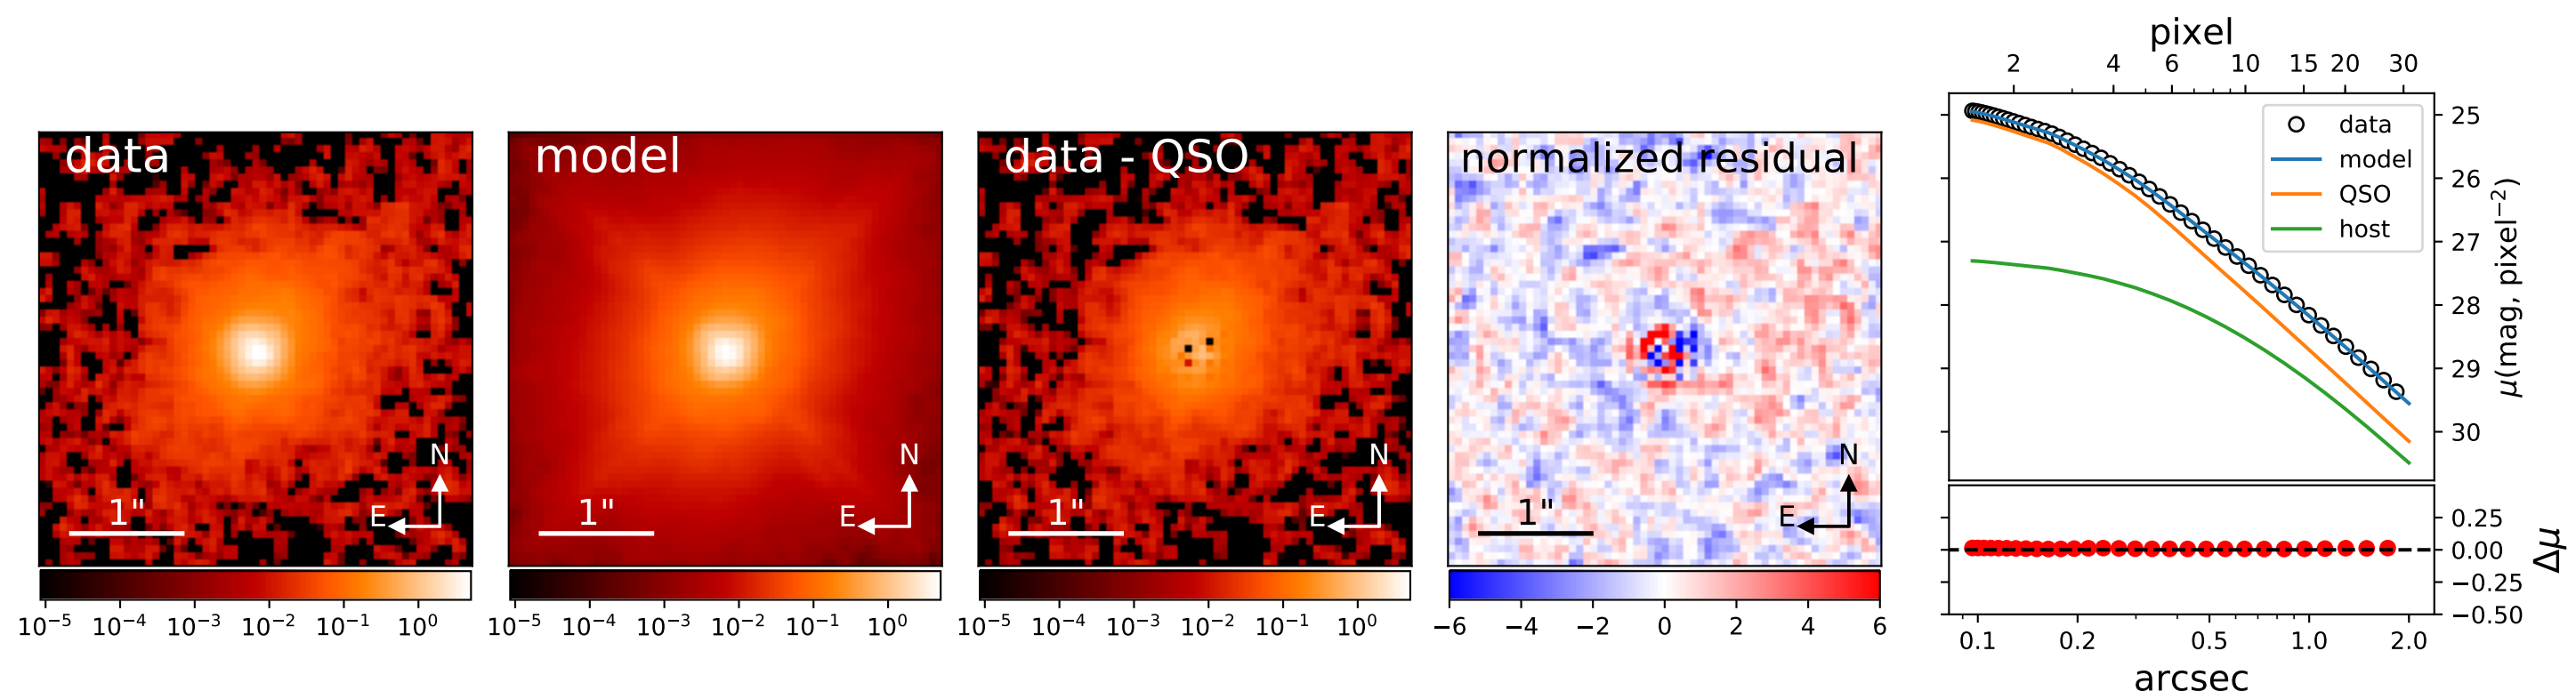 data
N
E
1"
10⁻⁵ 10⁻⁴ 10⁻³ 10⁻² 10⁻¹ 10⁰
model
N
E
1"
10⁻⁵ 10⁻⁴ 10⁻³ 10⁻² 10⁻¹ 10⁰
data - QSO
N
E
1"
10⁻⁵ 10⁻⁴ 10⁻³ 10⁻² 10⁻¹ 10⁰
normalized residual
N
E
1"
−6 −4 −2 0 2 4 6
pixel
2 4 6 10 15 20 30
data
model
QSO
host
25
26
27
28
29
30
μ(mag, pixel⁻²)
0.25
0.00
−0.25
−0.50
Δμ
0.1 0.2 0.5 1.0 2.0
arcsec